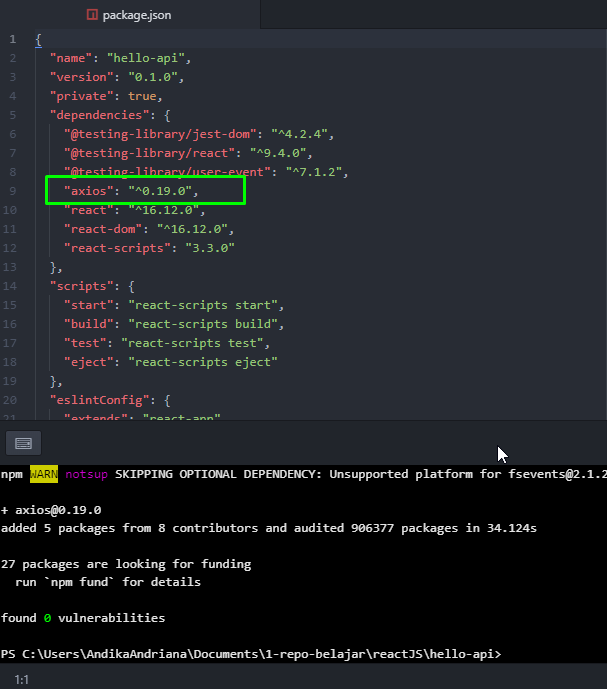 package.json
1 {
2 "name": "hello-api",
3 "version": "0.1.0",
4 "private": true,
5 "dependencies": {
6 "@testing-library/jest-dom": "^4.2.4",
7 "@testing-library/react": "^9.4.0",
8 "@testing-library/user-event": "^7.1.2",
9 "axios": "^0.19.0",
10 "react": "^16.12.0",
11 "react-dom": "^16.12.0",
12 "react-scripts": "3.3.0"
13 },
14 "scripts": {
15 "start": "react-scripts start",
16 "build": "react-scripts build",
17 "test": "react-scripts test",
18 "eject": "react-scripts eject"
19 },
20 "eslintConfig": {
21 "extends": "react-app"
npm WARN notsup SKIPPING OPTIONAL DEPENDENCY: Unsupported platform for fsevents@2.1.2
+ axios@0.19.0
added 5 packages from 8 contributors and audited 906377 packages in 34.124s
27 packages are looking for funding
run `npm fund` for details
found 0 vulnerabilities
PS C:\Users\AndikaAndriana\Documents\1-repo-belajar\reactJS\hello-api>
1:1